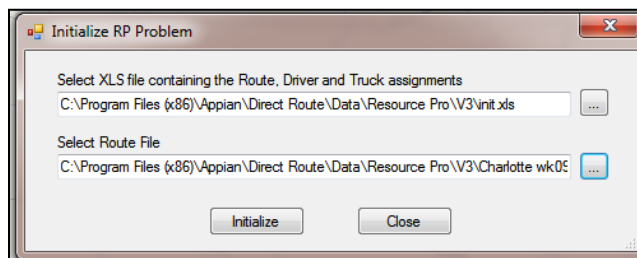 Initialize RP Problem
Select XLS file containing the Route, Driver and Truck assignments
C:\Program Files (x86)\Appian\Direct Route\Data\Resource Pro\V3\init.xls
...
Select Route File
C:\Program Files (x86)\Appian\Direct Route\Data\Resource Pro\V3\Charlotte wk09
...
Initialize Close